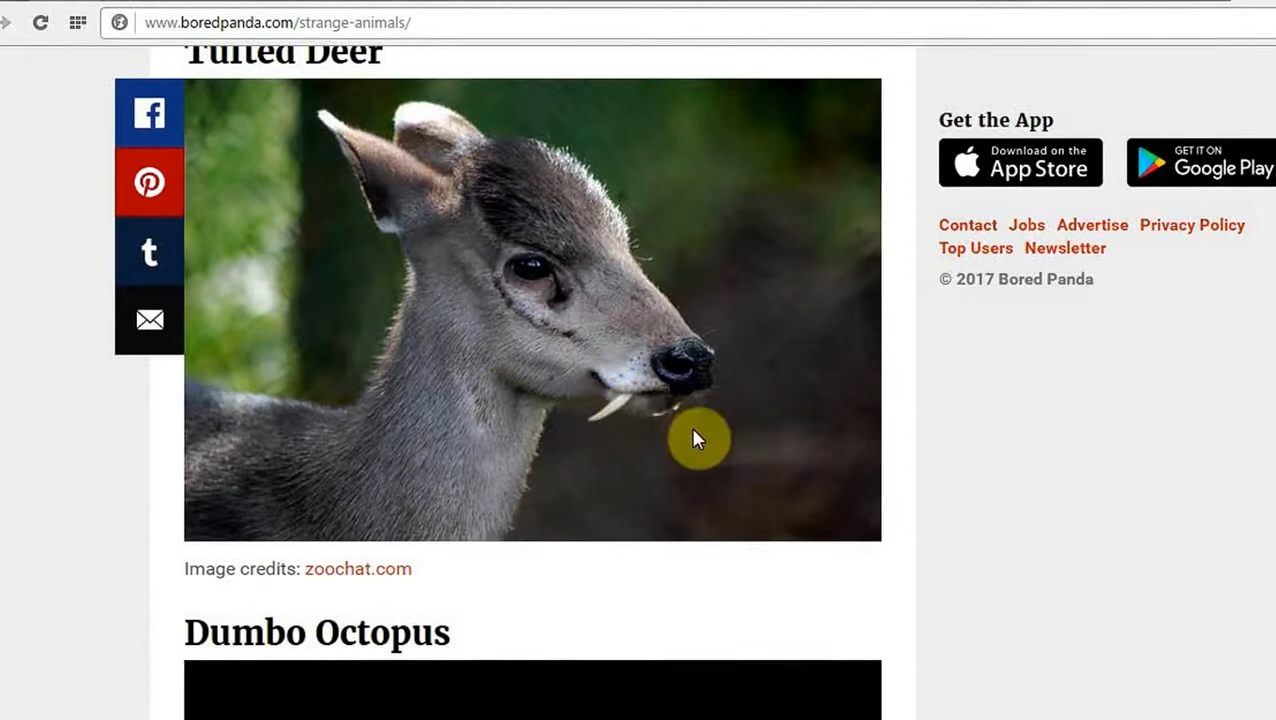 www.boredpanda.com/strange-animals/
Tufted Deer
f
t
Get the App
Download on the
App Store
GET IT ON
Google Play
Contact Jobs Advertise Privacy Policy
Top Users Newsletter
© 2017 Bored Panda
Image credits: zoochat.com
Dumbo Octopus